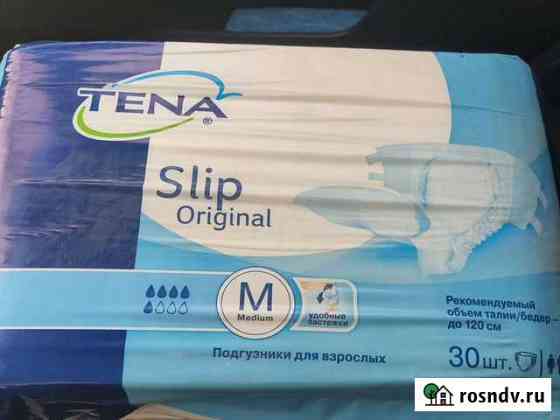 TENA
®
Slip
Original
M
Medium
удобные
застежки
Рекомендуемый
объем талии/бедер –
до 120 см
Подгузники для взрослых
30 шт.
rosndv.ru